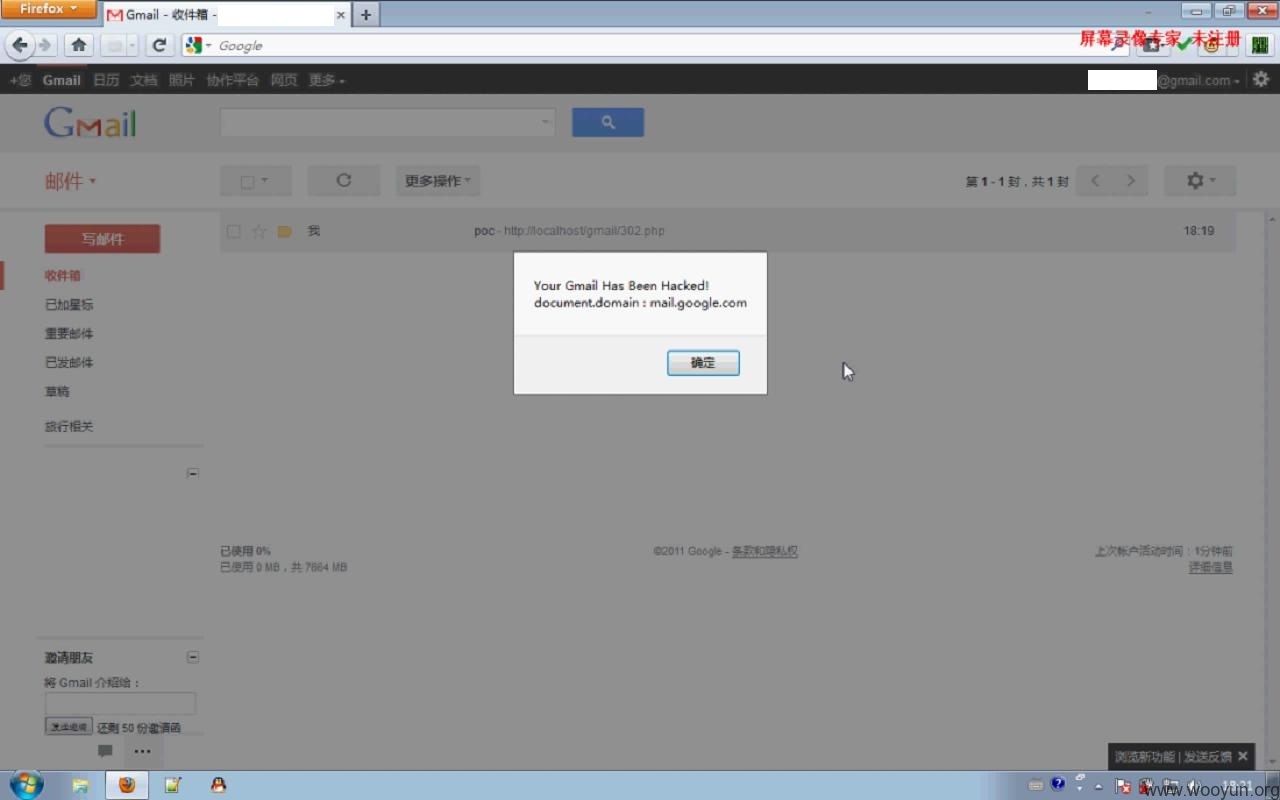 Firefox
Gmail - 收件箱 -
Google
屏幕录像专家 未注册
+您 Gmail 日历 文档 照片 协作平台 网页 更多
@gmail.com
Gmail
邮件
更多操作
第 1 - 1 封，共 1 封
写邮件
我 poc - http://localhost/gmail/302.php 18:19
收件箱
已加星标
重要邮件
已发邮件
草稿
旅行相关
Your Gmail Has Been Hacked!
document.domain : mail.google.com
确定
已使用 0%
已使用 0 MB，共 7664 MB
©2011 Google - 条款和隐私权
上次帐户活动时间：1分钟前
详细信息
邀请朋友
将 Gmail 介绍给：
发送邀请 还剩 50 份邀请函
浏览新功能 | 发送反馈
18:21
www.wooyun.org